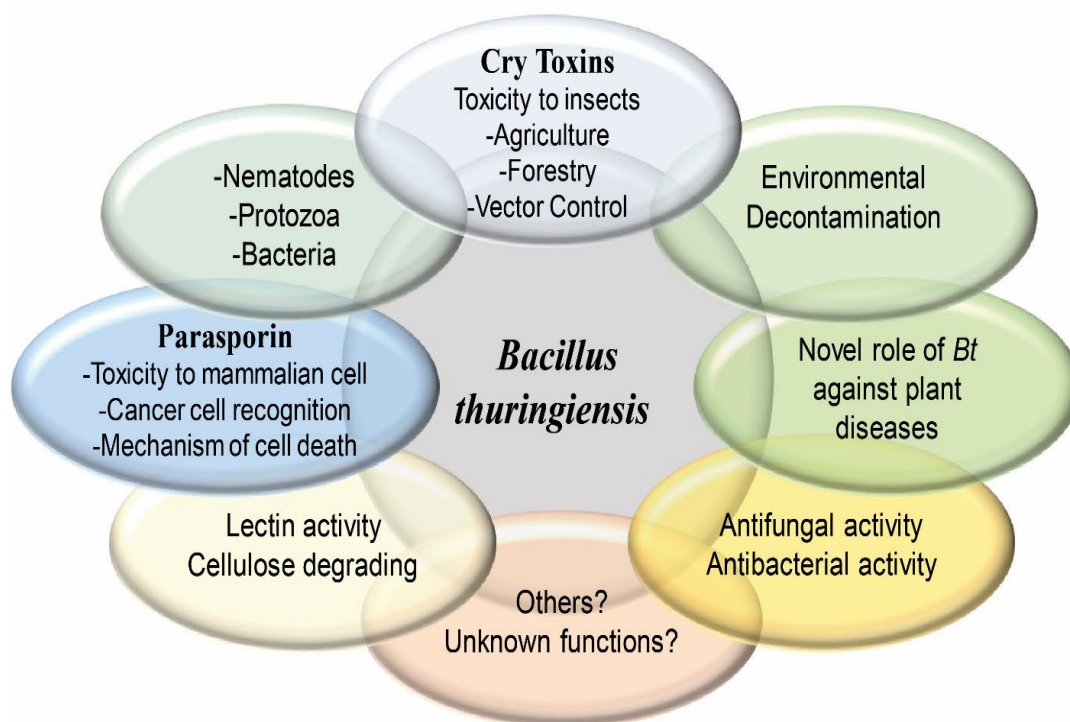 Cry Toxins
Toxicity to insects
-Agriculture
-Forestry
-Vector Control
Environmental
Decontamination
Novel role of Bt
against plant
diseases
Antifungal activity
Antibacterial activity
Others?
Unknown functions?
Lectin activity
Cellulose degrading
Parasporin
-Toxicity to mammalian cell
-Cancer cell recognition
-Mechanism of cell death
-Nematodes
-Protozoa
-Bacteria
Bacillus
thuringiensis